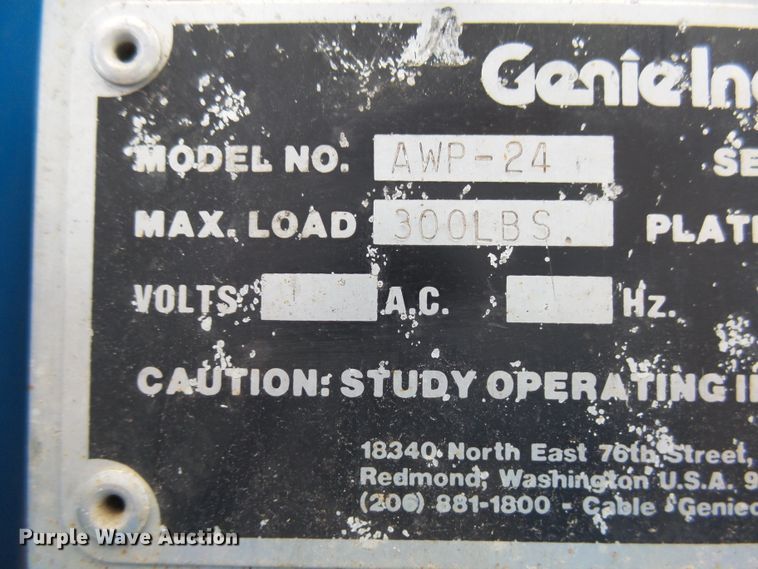 Genie In
MODEL NO. AWP-24 SE
MAX. LOAD 300LBS. PLAT
VOLTS A.C. Hz.
CAUTION: STUDY OPERATING I
18340 North East 76th Street,
Redmond, Washington U.S.A. 9
(206) 881-1800 - Cable "Genie
Purple Wave Auction